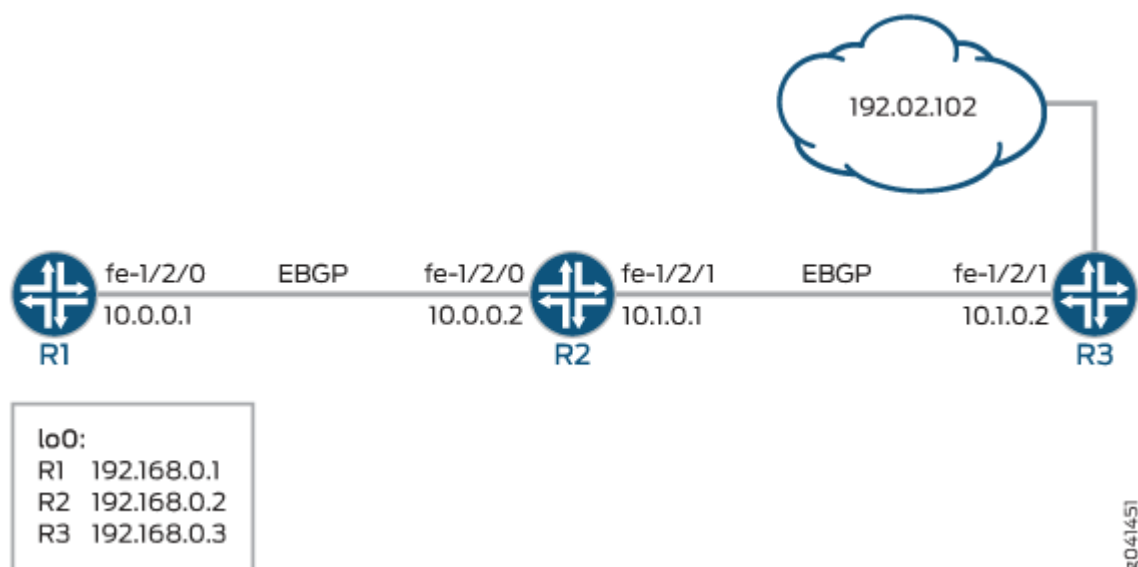 192.02.102
fe-1/2/0 EBGP fe-1/2/0 fe-1/2/1 EBGP fe-1/2/1
10.0.0.1 10.0.0.2 10.1.0.1 10.1.0.2
R1 R2 R3
lo0:
R1 192.168.0.1
R2 192.168.0.2
R3 192.168.0.3
g041451